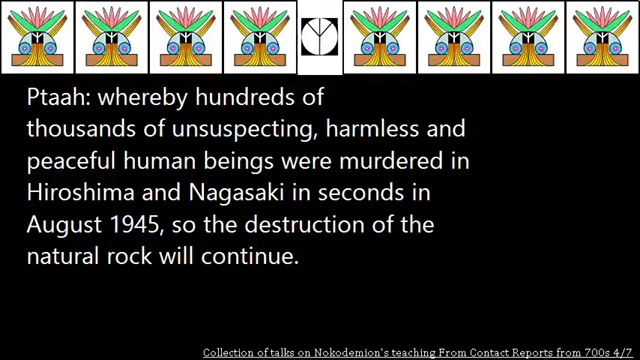 Ptaah: whereby hundreds of
thousands of unsuspecting, harmless and
peaceful human beings were murdered in
Hiroshima and Nagasaki in seconds in
August 1945, so the destruction of the
natural rock will continue.
Collection of talks on Nokodemion's teaching From Contact Reports from 700s 4/7